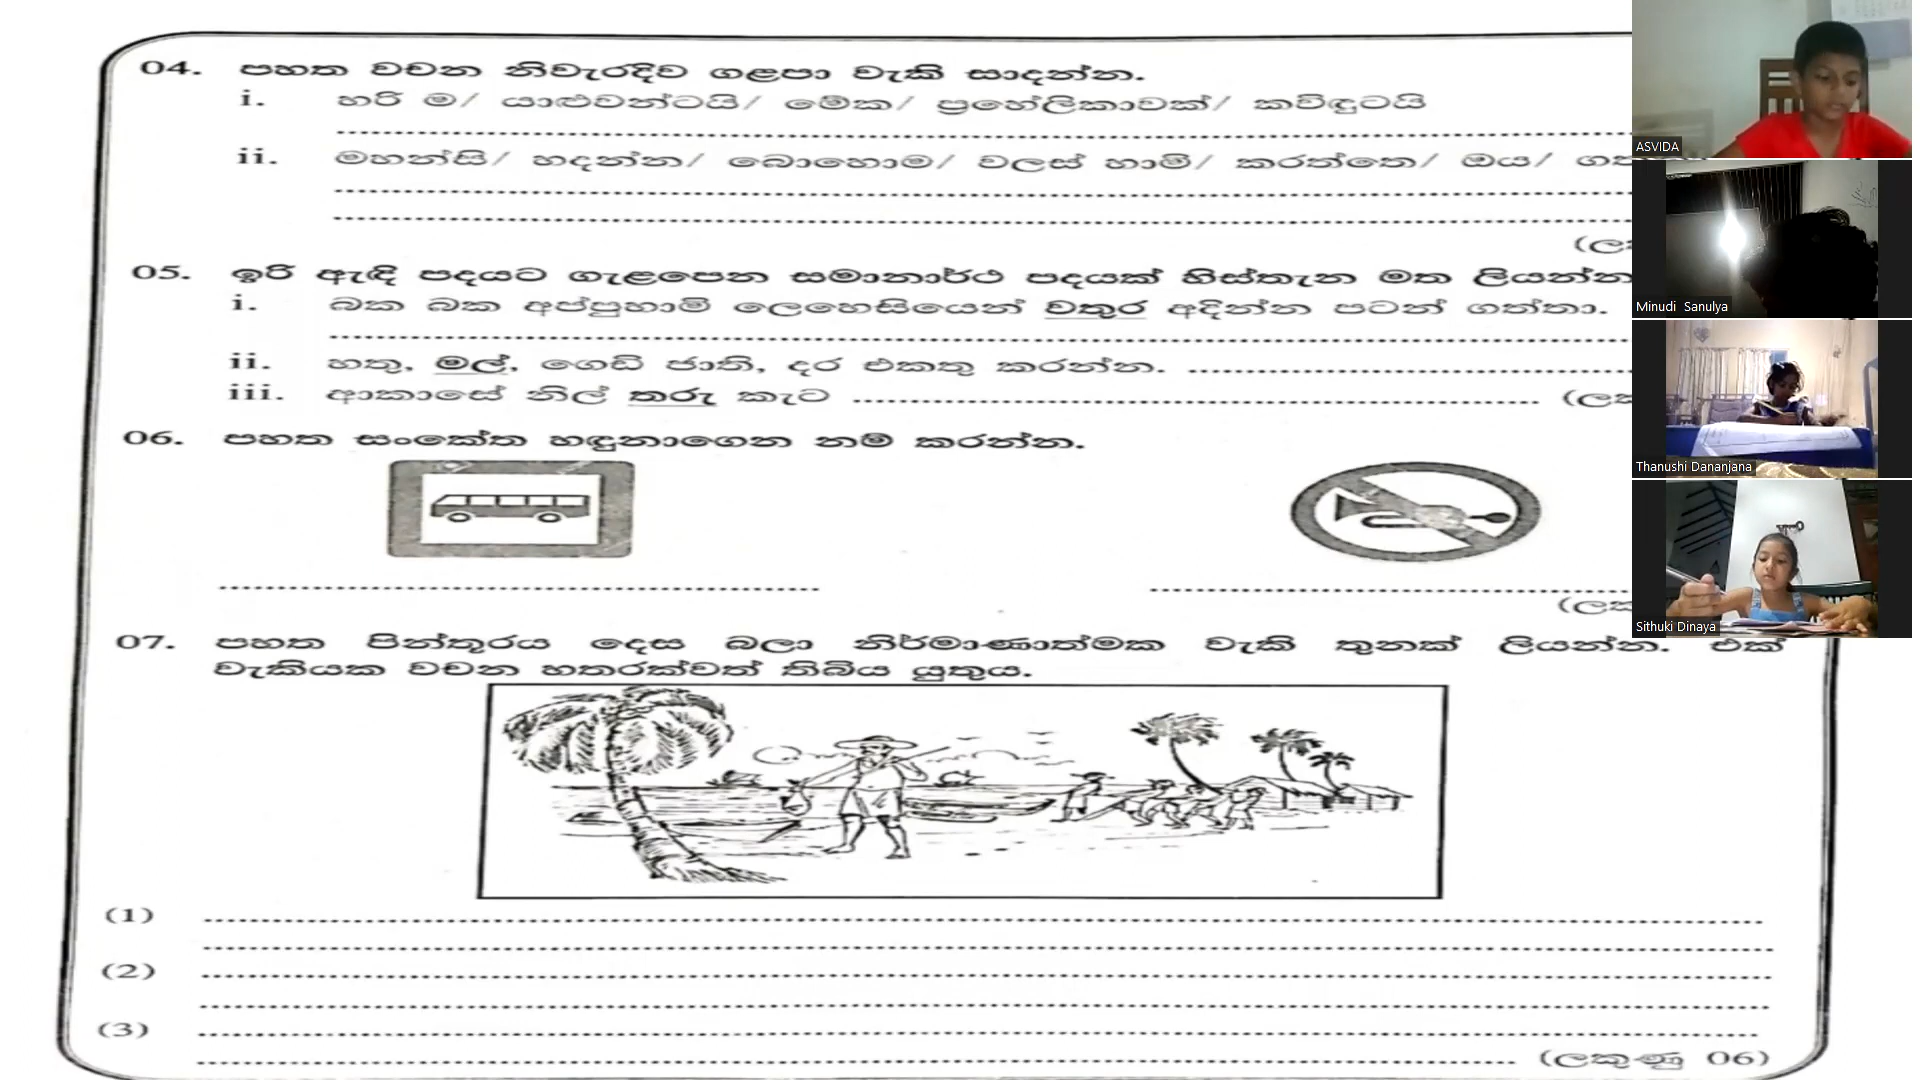 04. පහත වචන නිවැරදිව ගළපා වැකි සාදන්න.
i. හරි ම/ යාළුවන්ටයි/ මේක/ ප්‍රහේලිකාවක්/ කවිඳුටයි
ii. මහන්සි/ හදන්න/ බොහොම/ වලස් හාමි/ කරත්තෙ/ ඔය/
05. ඉරි ඇඳි පදයට ගැළපෙන සමානාර්ථ පදයක් හිස්තැන මත ලියන්න
i. බක බක අප්පුහාමි ලෙහෙසියෙන් වතුර අදින්න පටන් ගත්තා.
ii. හතු, මල්, ගෙඩි ජාති, දර එකතු කරන්න.
iii. ආකාසේ නිල් තරු කැට
06. පහත සංකේත හඳුනාගෙන නම් කරන්න.
07. පහත පින්තූරය දෙස බලා නිර්මාණාත්මක වැකි තුනක් ලියන්න. එක්
වැකියක වචන හතරක්වත් තිබිය යුතුය.
(1)
(2)
(3)
(ලකුණු 06)
ASVIDA
Minudi Sanulya
Thanushi Dananjana
Sithuki Dinaya